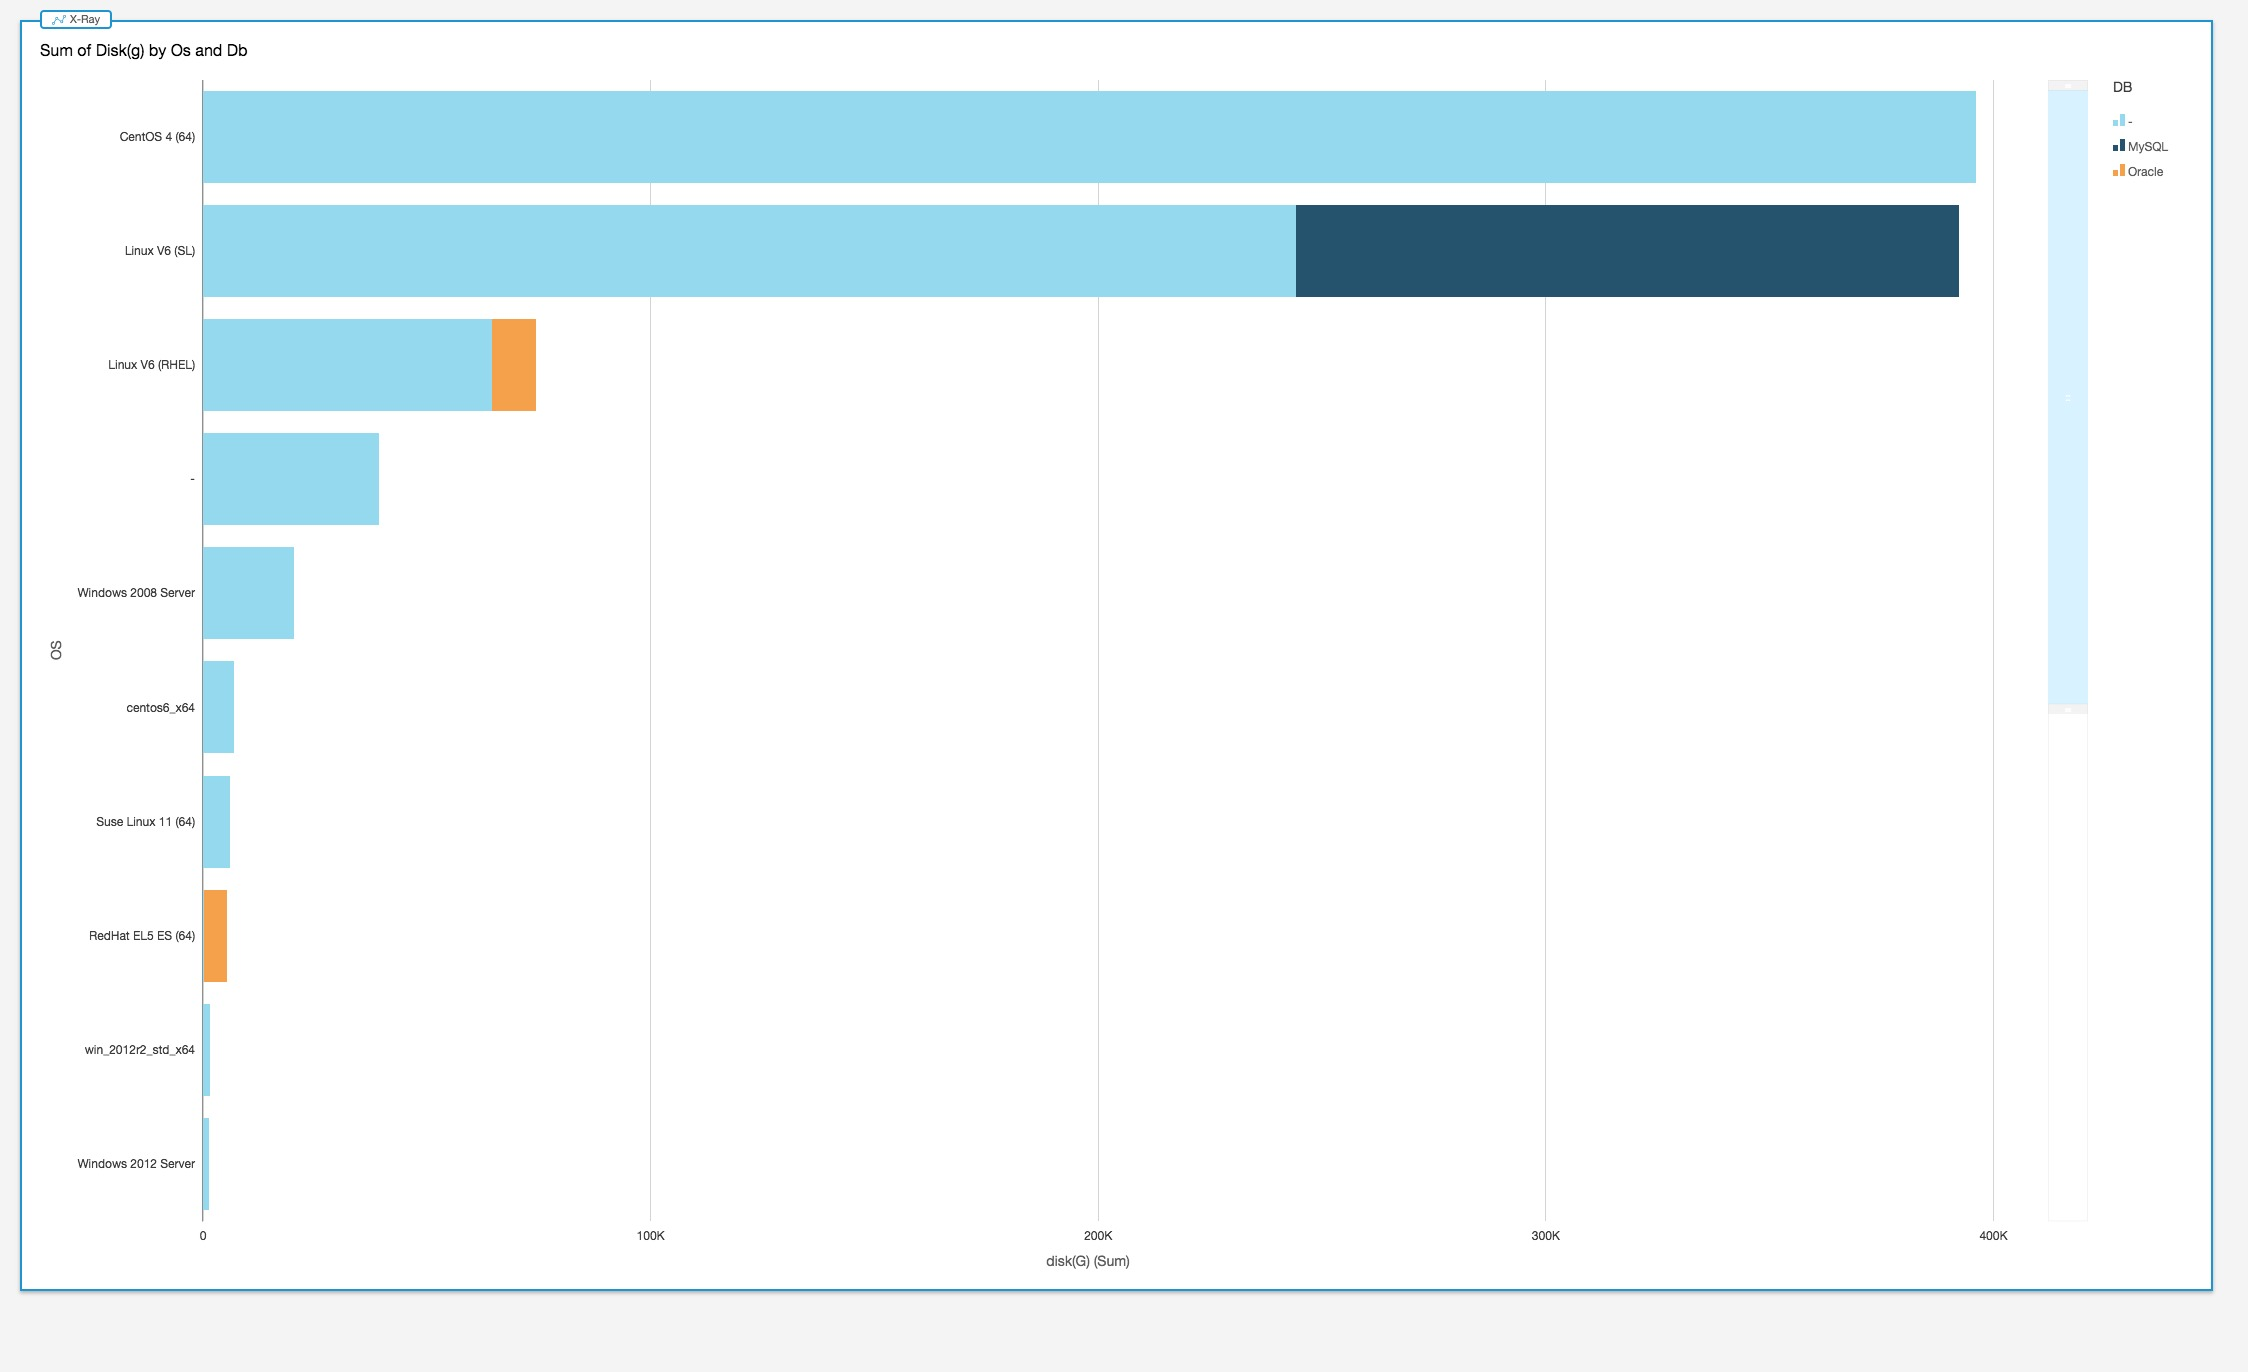 X-Ray
Sum of Disk(g) by Os and Db
DB
-
MySQL
Oracle
CentOS 4 (64)
Linux V6 (SL)
Linux V6 (RHEL)
-
Windows 2008 Server
centos6_x64
Suse Linux 11 (64)
RedHat EL5 ES (64)
win_2012r2_std_x64
Windows 2012 Server
OS
0 100K 200K 300K 400K
disk(G) (Sum)